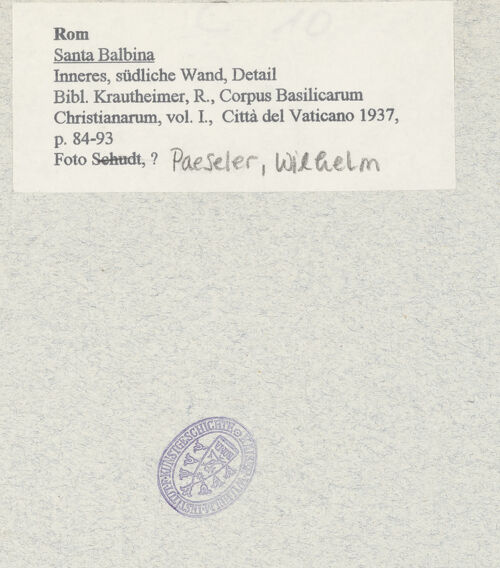 Rom
Santa Balbina
Inneres, südliche Wand, Detail
Bibl. Krautheimer, R., Corpus Basilicarum
Christianarum, vol. I., Città del Vaticano 1937,
p. 84-93
Foto Schudt, ? Paeseler, Wilhelm
KUNSTGESCHICHTE